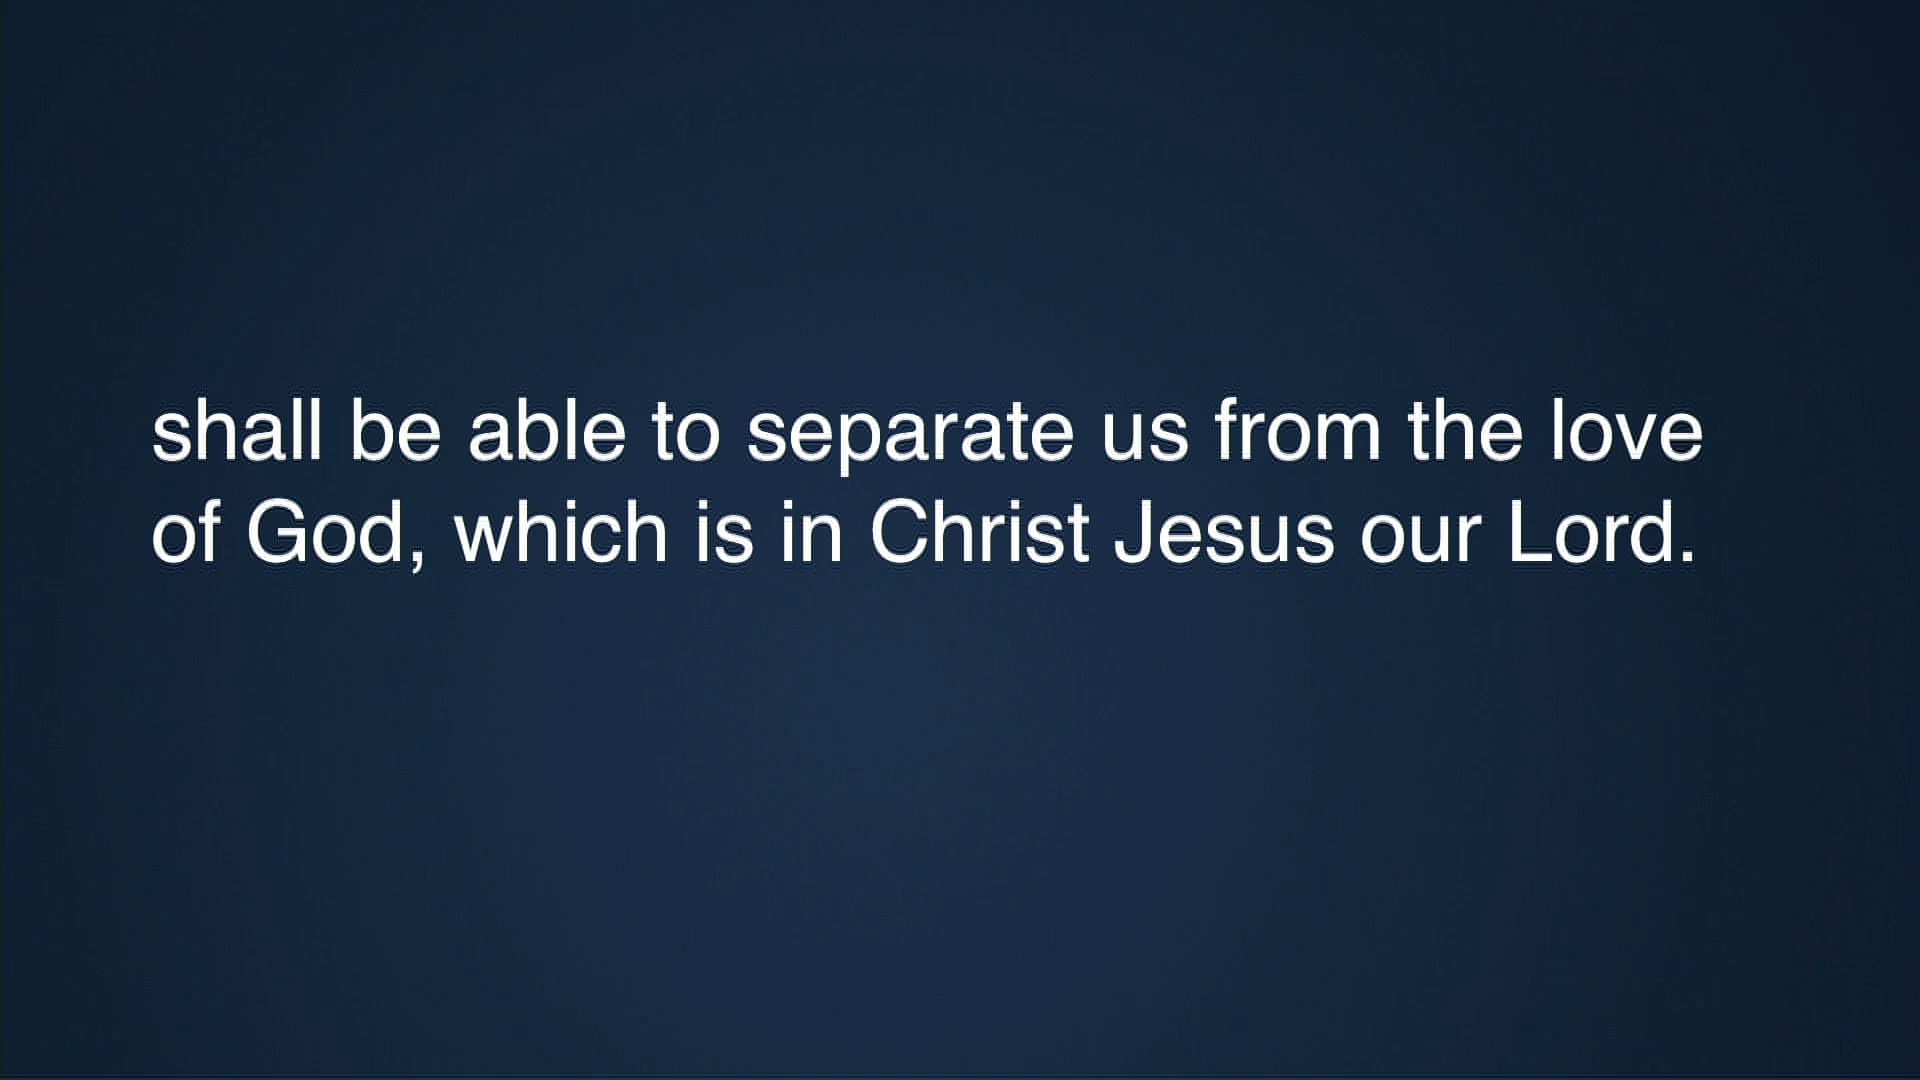 shall be able to separate us from the love
of God, which is in Christ Jesus our Lord.